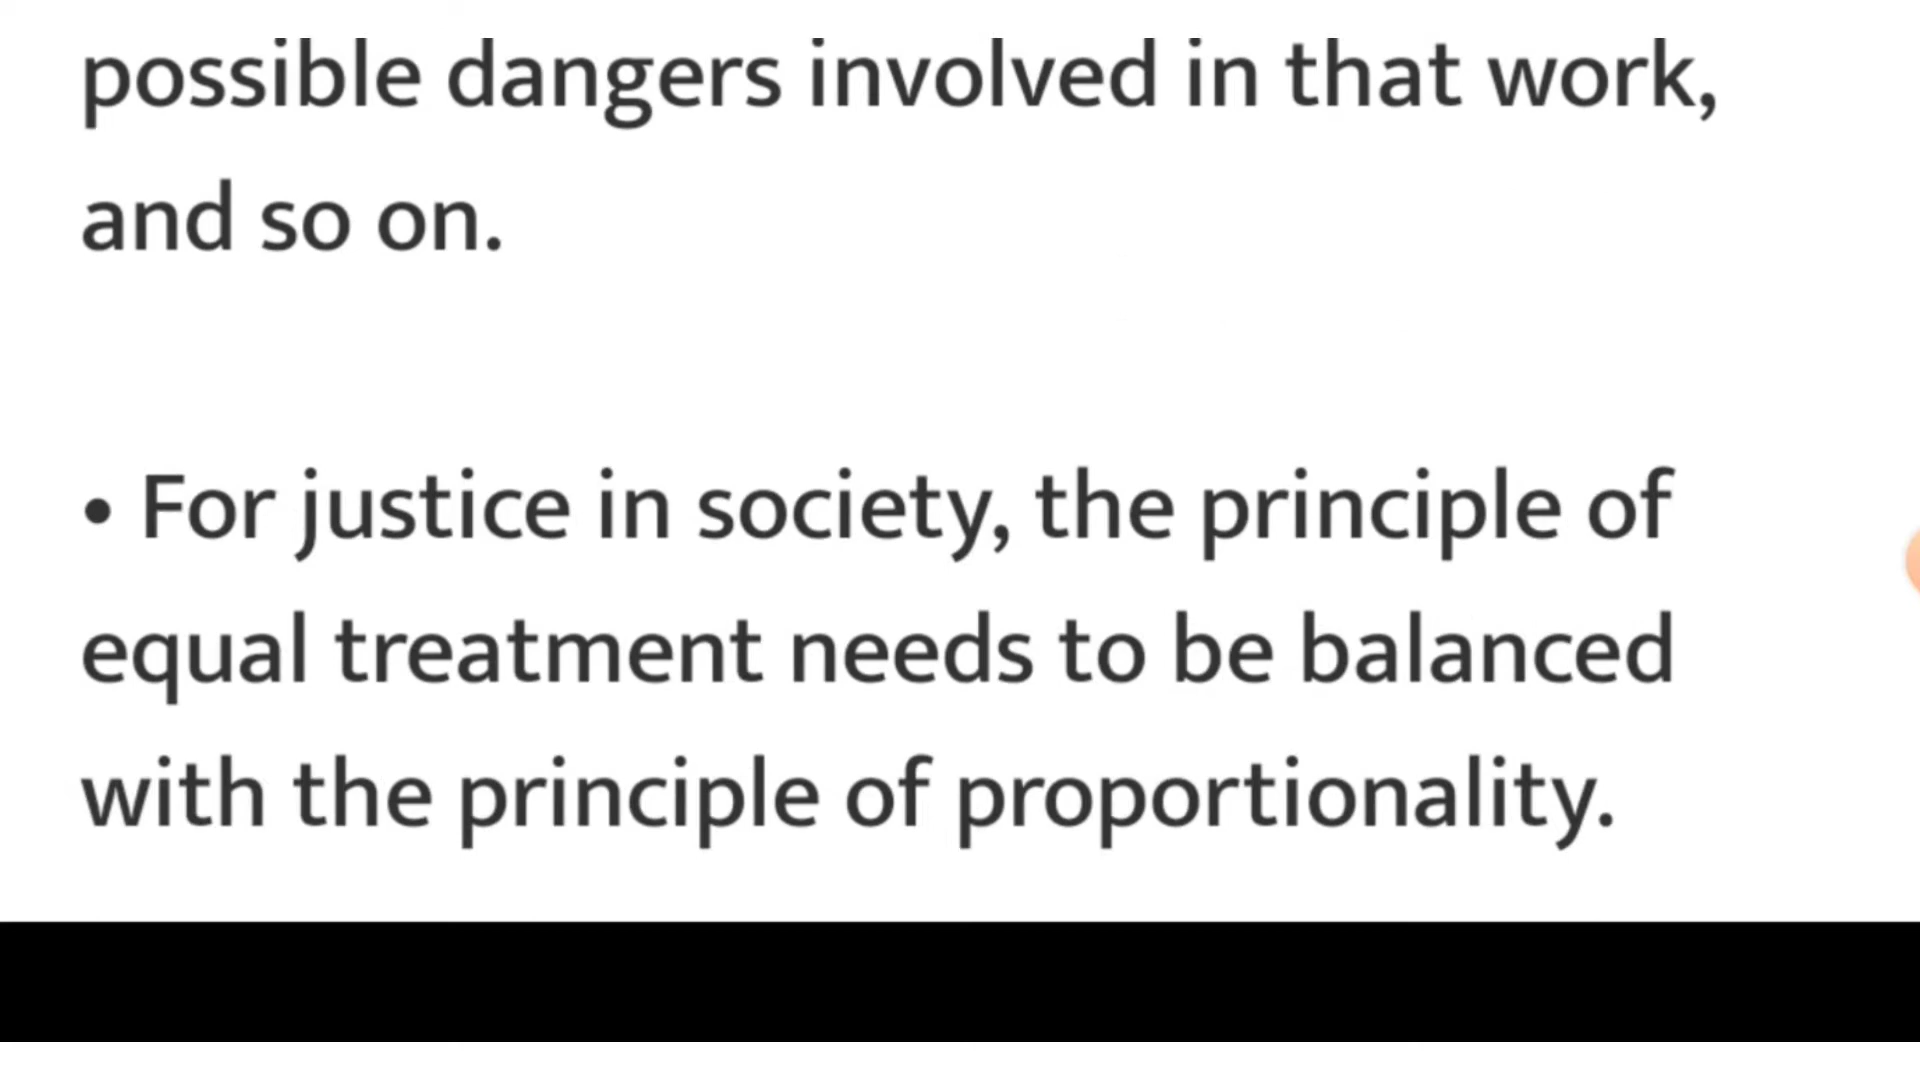 possible dangers involved in that work,
and so on.
• For justice in society, the principle of
equal treatment needs to be balanced
with the principle of proportionality.